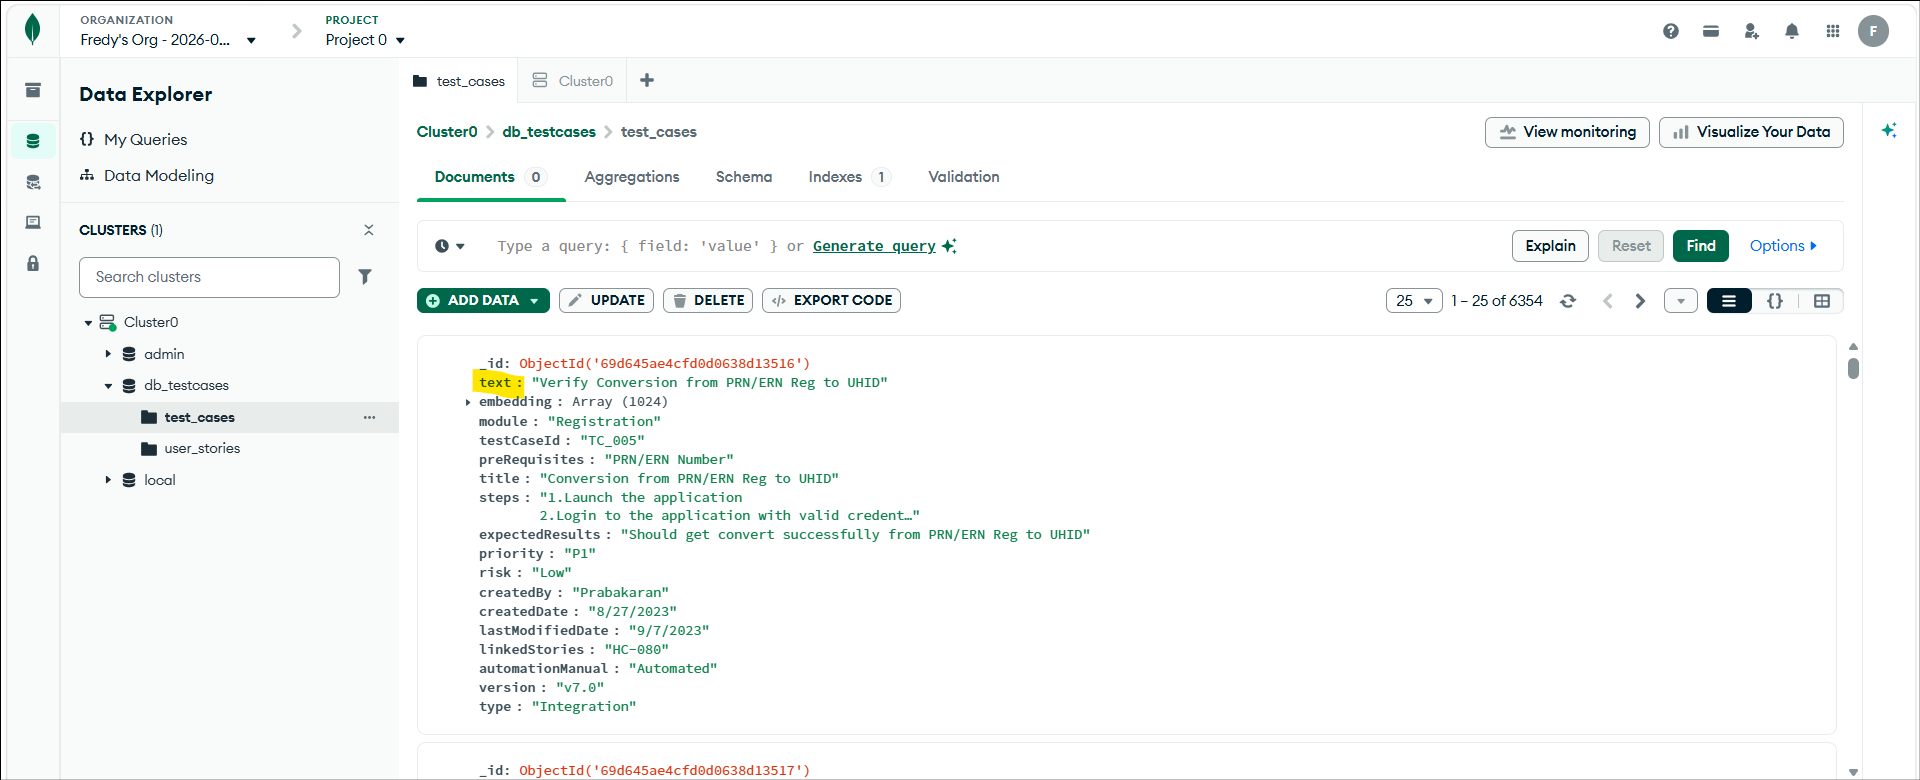 ORGANIZATION
Fredy's Org - 2026-0...
PROJECT
Project 0
F
Data Explorer
My Queries
Data Modeling
CLUSTERS (1)
Search clusters
Cluster0
admin
db_testcases
test_cases
user_stories
local
test_cases
Cluster0
Cluster0 > db_testcases > test_cases
View monitoring
Visualize Your Data
Documents 0
Aggregations
Schema
Indexes 1
Validation
Type a query: { field: 'value' } or Generate query
Explain
Reset
Find
Options
ADD DATA
UPDATE
DELETE
EXPORT CODE
25
1 – 25 of 6354
_id: ObjectId('69d645ae4cfd0d0638d13516')
text : "Verify Conversion from PRN/ERN Reg to UHID"
embedding : Array (1024)
module : "Registration"
testCaseId : "TC_005"
preRequisites : "PRN/ERN Number"
title : "Conversion from PRN/ERN Reg to UHID"
steps : "1.Launch the application
2.Login to the application with valid credent…"
expectedResults : "Should get convert successfully from PRN/ERN Reg to UHID"
priority : "P1"
risk : "Low"
createdBy : "Prabakaran"
createdDate : "8/27/2023"
lastModifiedDate : "9/7/2023"
linkedStories : "HC-080"
automationManual : "Automated"
version : "v7.0"
type : "Integration"
_id: ObjectId('69d645ae4cfd0d0638d13517')